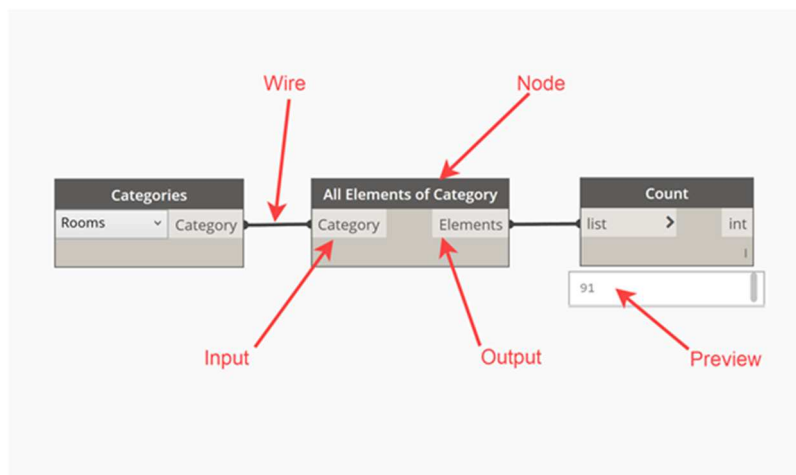 Wire
Node
Categories
Rooms
Category
All Elements of Category
Category
Elements
Count
list
>
int
l
91
Input
Output
Preview